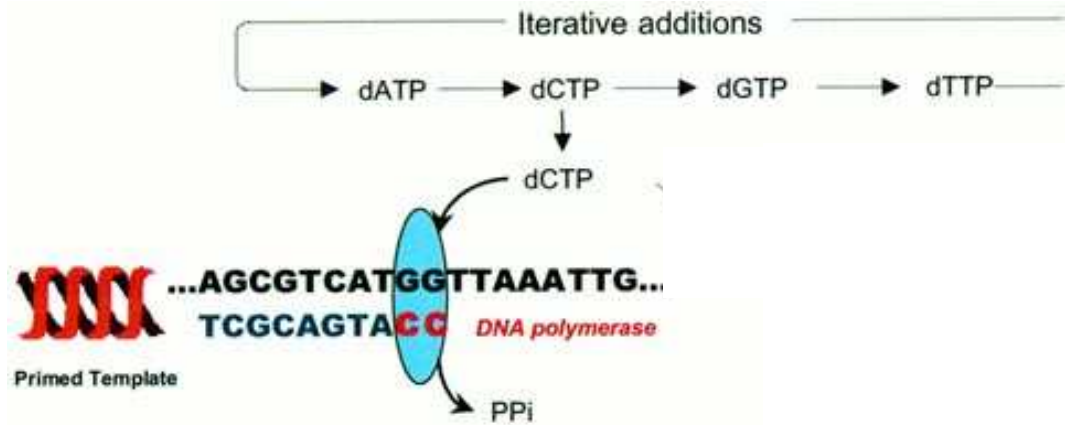 Iterative additions
dATP dCTP dGTP dTTP
dCTP
...AGCGTCATGGTTAAATTG...
TCGCAGTACC DNA polymerase
Primed Template
PPi